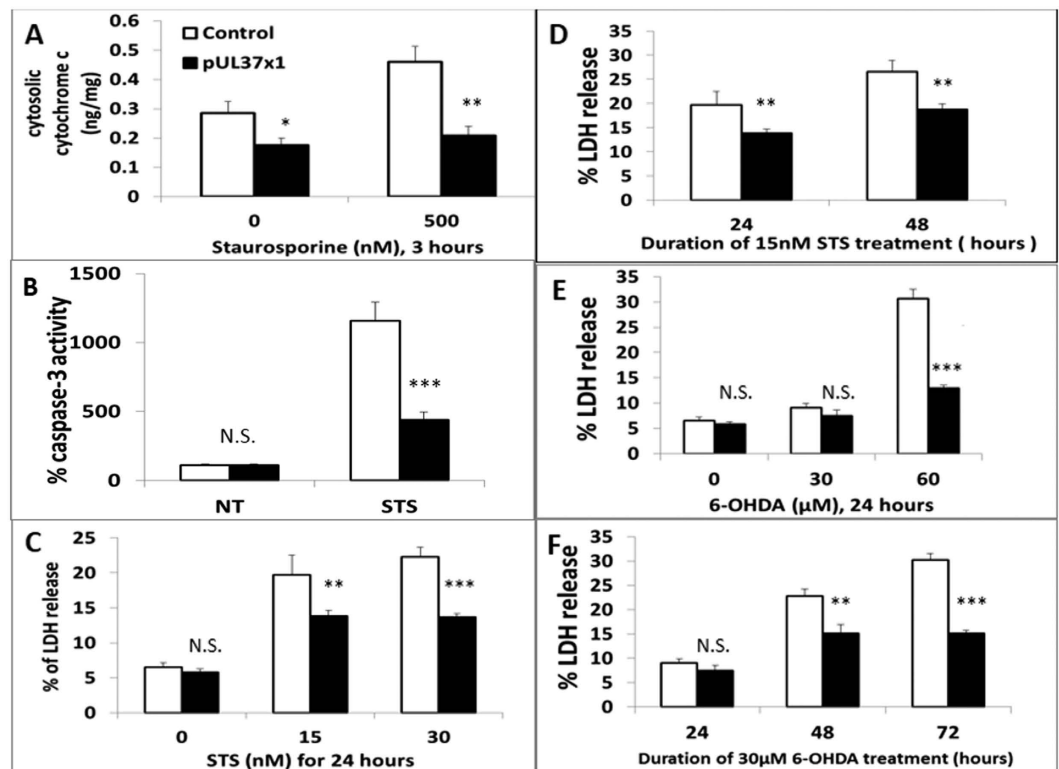 A
cytosolic
cytochrome c
(ng/mg)
0.6
0.5
0.4
0.3
0.2
0.1
0
Control
pUL37x1
*
**
0 500
Staurosporine (nM), 3 hours
B
% caspase-3 activity
1500
1000
500
0
N.S.
***
NT STS
C
% of LDH release
25
20
15
10
5
0
N.S.
**
***
0 15 30
STS (nM) for 24 hours
D
% LDH release
35
30
25
20
15
10
5
0
**
**
24 48
Duration of 15nM STS treatment ( hours )
E
% LDH release
35
30
25
20
15
10
5
0
N.S.
N.S.
***
0 30 60
6-OHDA (µM), 24 hours
F
% LDH release
35
30
25
20
15
10
5
0
N.S.
**
***
24 48 72
Duration of 30µM 6-OHDA treatment (hours)